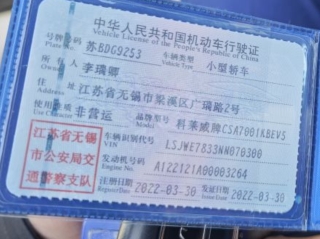 中华人民共和国机动车行驶证
Vehicle License of the People's Republic of China
号牌号码 苏BDG9253 车辆类型 小型轿车
Plate No. Vehicle Type
所有人 李瑞卿
Owner
住址 江苏省无锡市梁溪区广瑞路2号
Address
使用性质 非营运 品牌型号 科莱威牌CSA7001KBEV5
Use Character Model
江苏省无锡
市公安局交
通警察支队
车辆识别代号 LSJWE7833NN070300
VIN
发动机号码 A122121A00003264
Engine No.
注册日期 2022-03-30 发证日期 2022-03-30
Register Date Issue Date